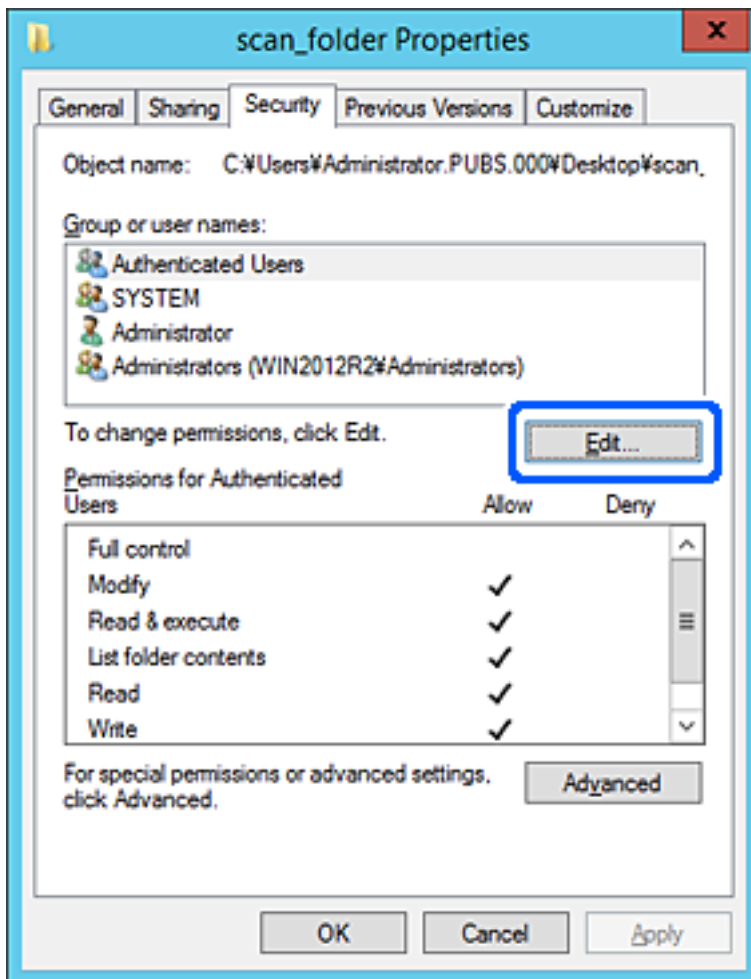 scan_folder Properties
x
General Sharing Security Previous Versions Customize
Object name: C:¥Users¥Administrator.PUBS.000¥Desktop¥scan_
Group or user names:
Authenticated Users
SYSTEM
Administrator
Administrators (WIN2012R2¥Administrators)
To change permissions, click Edit.
Edit...
Permissions for Authenticated
Users Allow Deny
Full control
Modify
Read & execute
List folder contents
Read
Write
For special permissions or advanced settings,
click Advanced.
Advanced
OK Cancel Apply